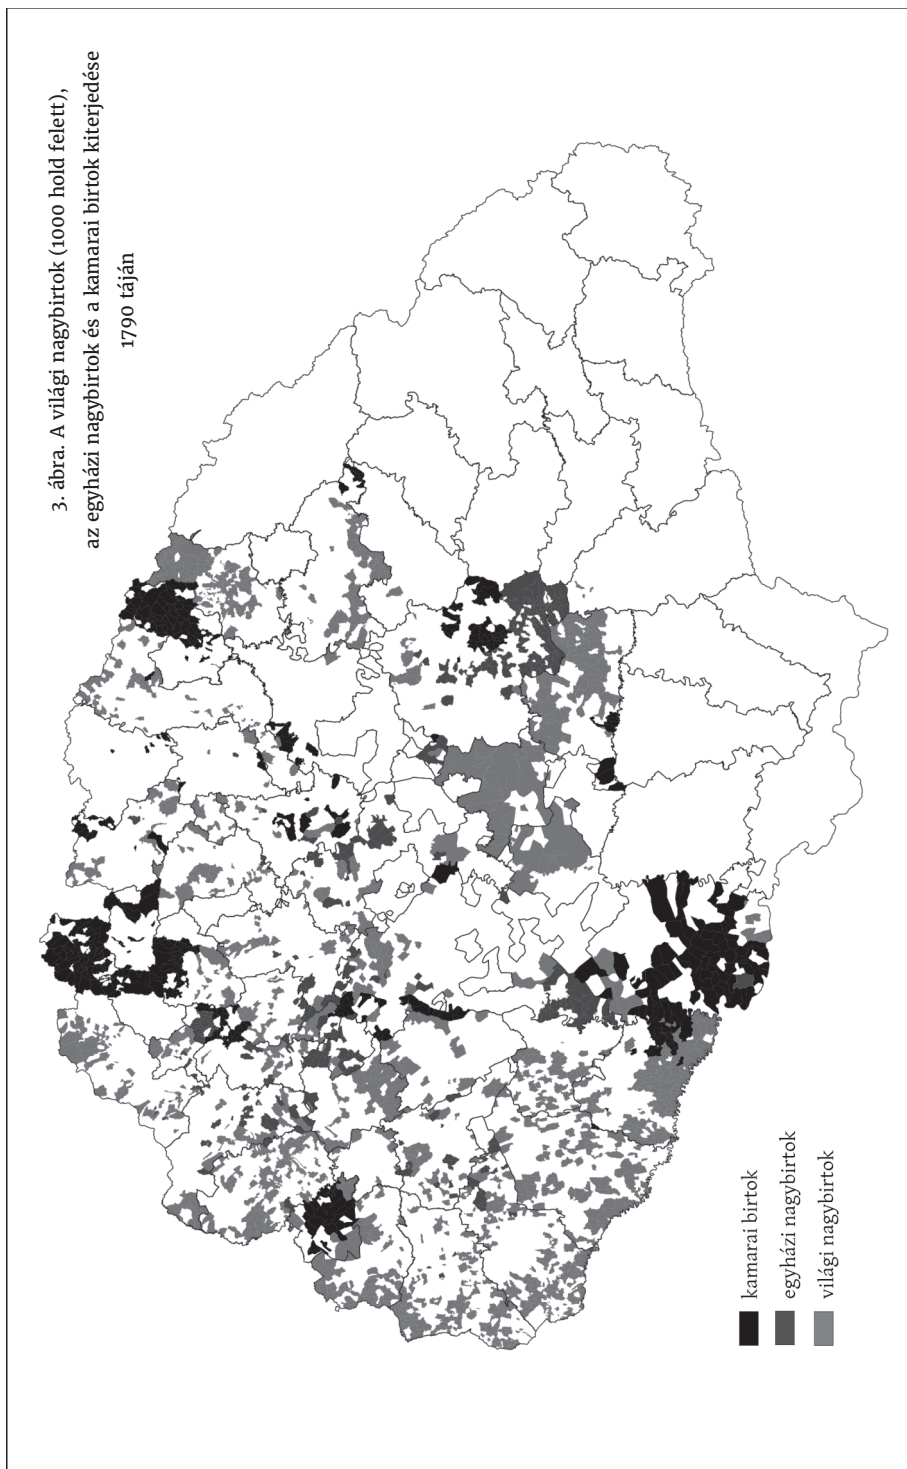 3. ábra. A világi nagybirtok (1000 hold felett),
az egyházi nagybirtok és a kamarai birtok kiterjedése
1790 táján
kamarai birtok
egyházi nagybirtok
világi nagybirtok